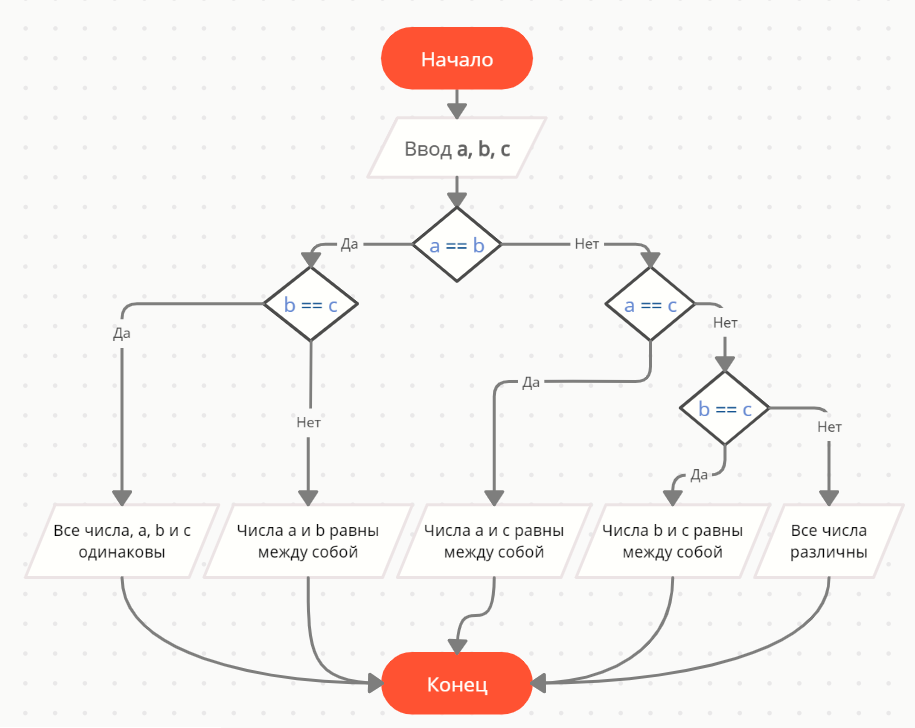 Начало
Ввод a, b, c
a == b
Да
Нет
b == c
a == c
Да
Нет
Да
Нет
b == c
Нет
Да
Все числа, a, b и c
одинаковы
Числа a и b равны
между собой
Числа a и c равны
между собой
Числа b и c равны
между собой
Все числа
различны
Конец